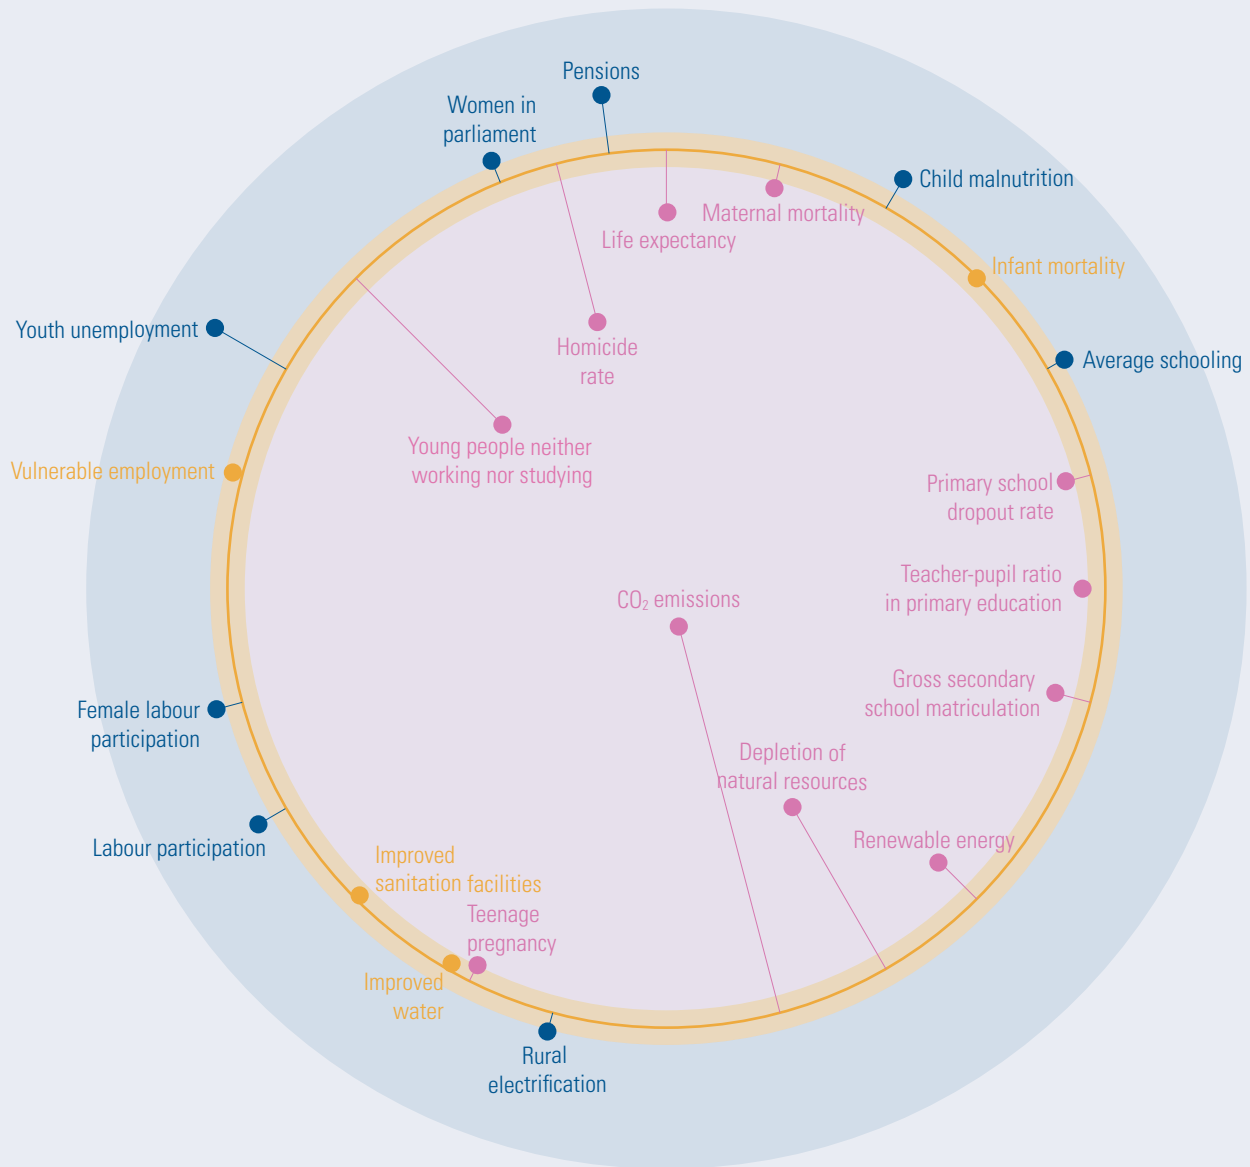 Pensions
Women in
parliament
Child malnutrition
Maternal mortality
Life expectancy
Infant mortality
Youth unemployment
Homicide
rate
Average schooling
Young people neither
working nor studying
Vulnerable employment
Primary school
dropout rate
Teacher-pupil ratio
in primary education
CO₂ emissions
Gross secondary
school matriculation
Female labour
participation
Depletion of
natural resources
Renewable energy
Labour participation
Improved
sanitation facilities
Teenage
pregnancy
Improved
water
Rural
electrification